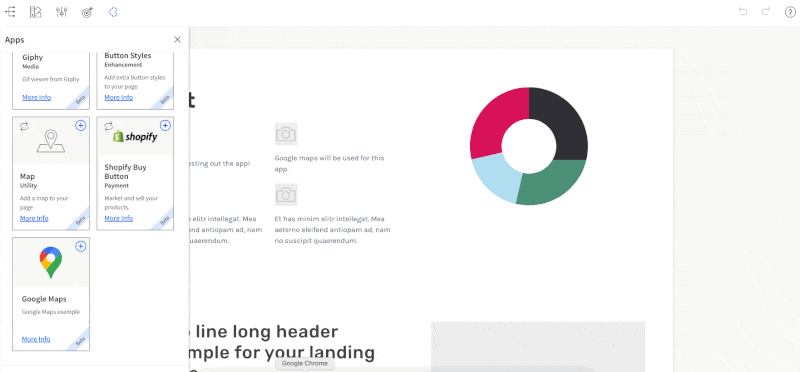 Apps
Giphy
Media
Gif viewer from Giphy
More Info
Beta
Button Styles
Enhancement
Add extra button styles
to your page
More Info
Beta
Map
Utility
Add a map to your
page
More Info
Beta
shopify
Shopify Buy
Button
Payment
Market and sell your
products.
More Info
Beta
Google Maps
Google Maps example
More Info
Beta
t
esting out the app!
Google maps will be used for this
app.
e elitr intellegat. Mea
eifend antiopam ad, nam
quaerendum.
Et has minim elitr intellegat. Mea
aeterno eleifend antiopam ad, nam
no suscipit quaerendum.
o line long header
mple for your landing
Google Chrome
?